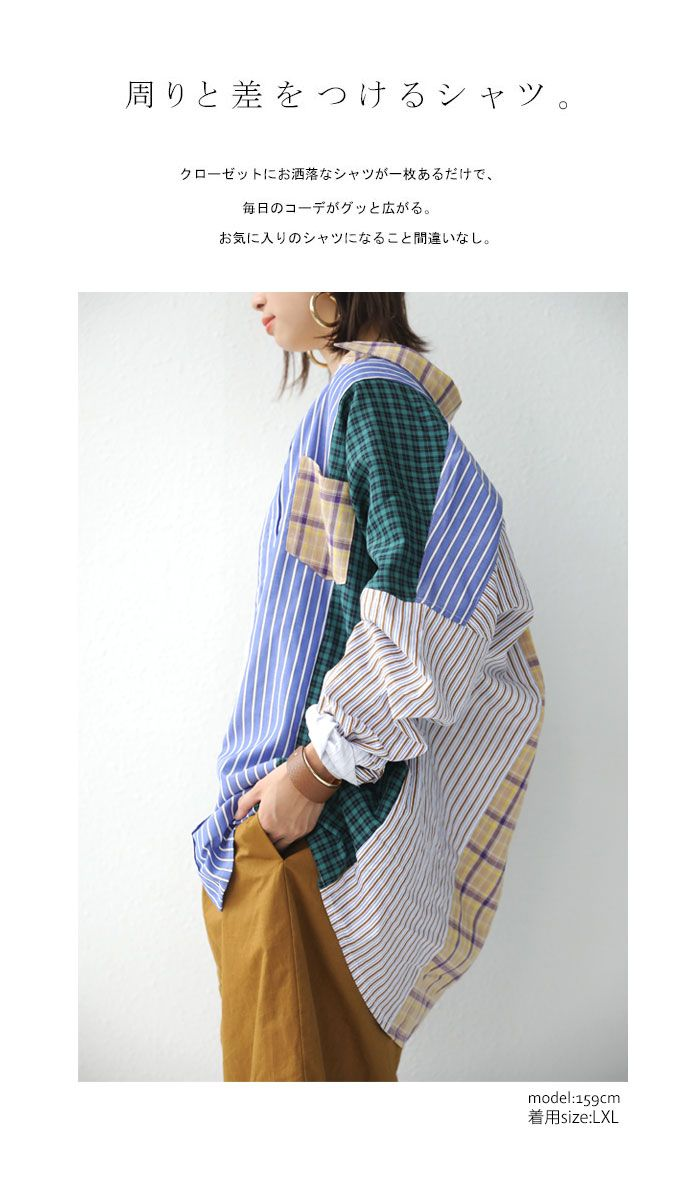 周りと差をつけるシャツ。
クローゼットにお洒落なシャツが一枚あるだけで、
毎日のコーデがグッと広がる。
お気に入りのシャツになること間違いなし。
model:159cm
着用size:LXL